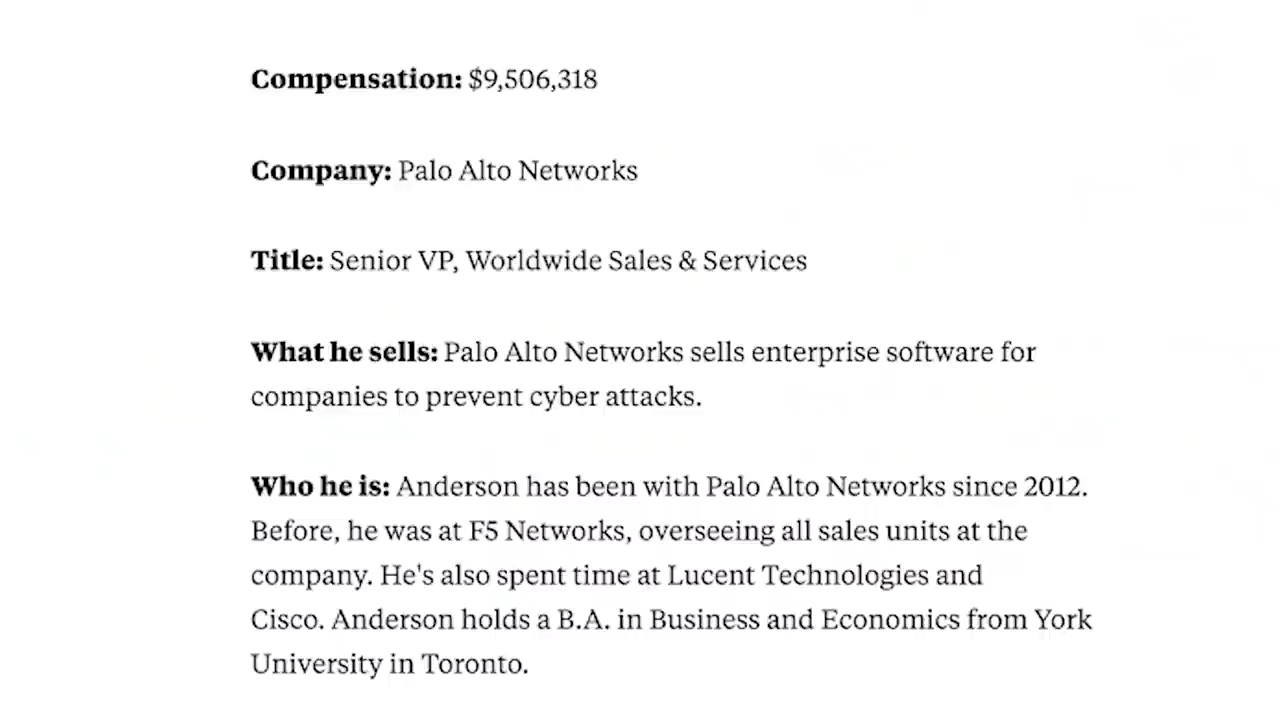 Compensation: $9,506,318
Company: Palo Alto Networks
Title: Senior VP, Worldwide Sales & Services
What he sells: Palo Alto Networks sells enterprise software for
companies to prevent cyber attacks.
Who he is: Anderson has been with Palo Alto Networks since 2012.
Before, he was at F5 Networks, overseeing all sales units at the
company. He's also spent time at Lucent Technologies and
Cisco. Anderson holds a B.A. in Business and Economics from York
University in Toronto.